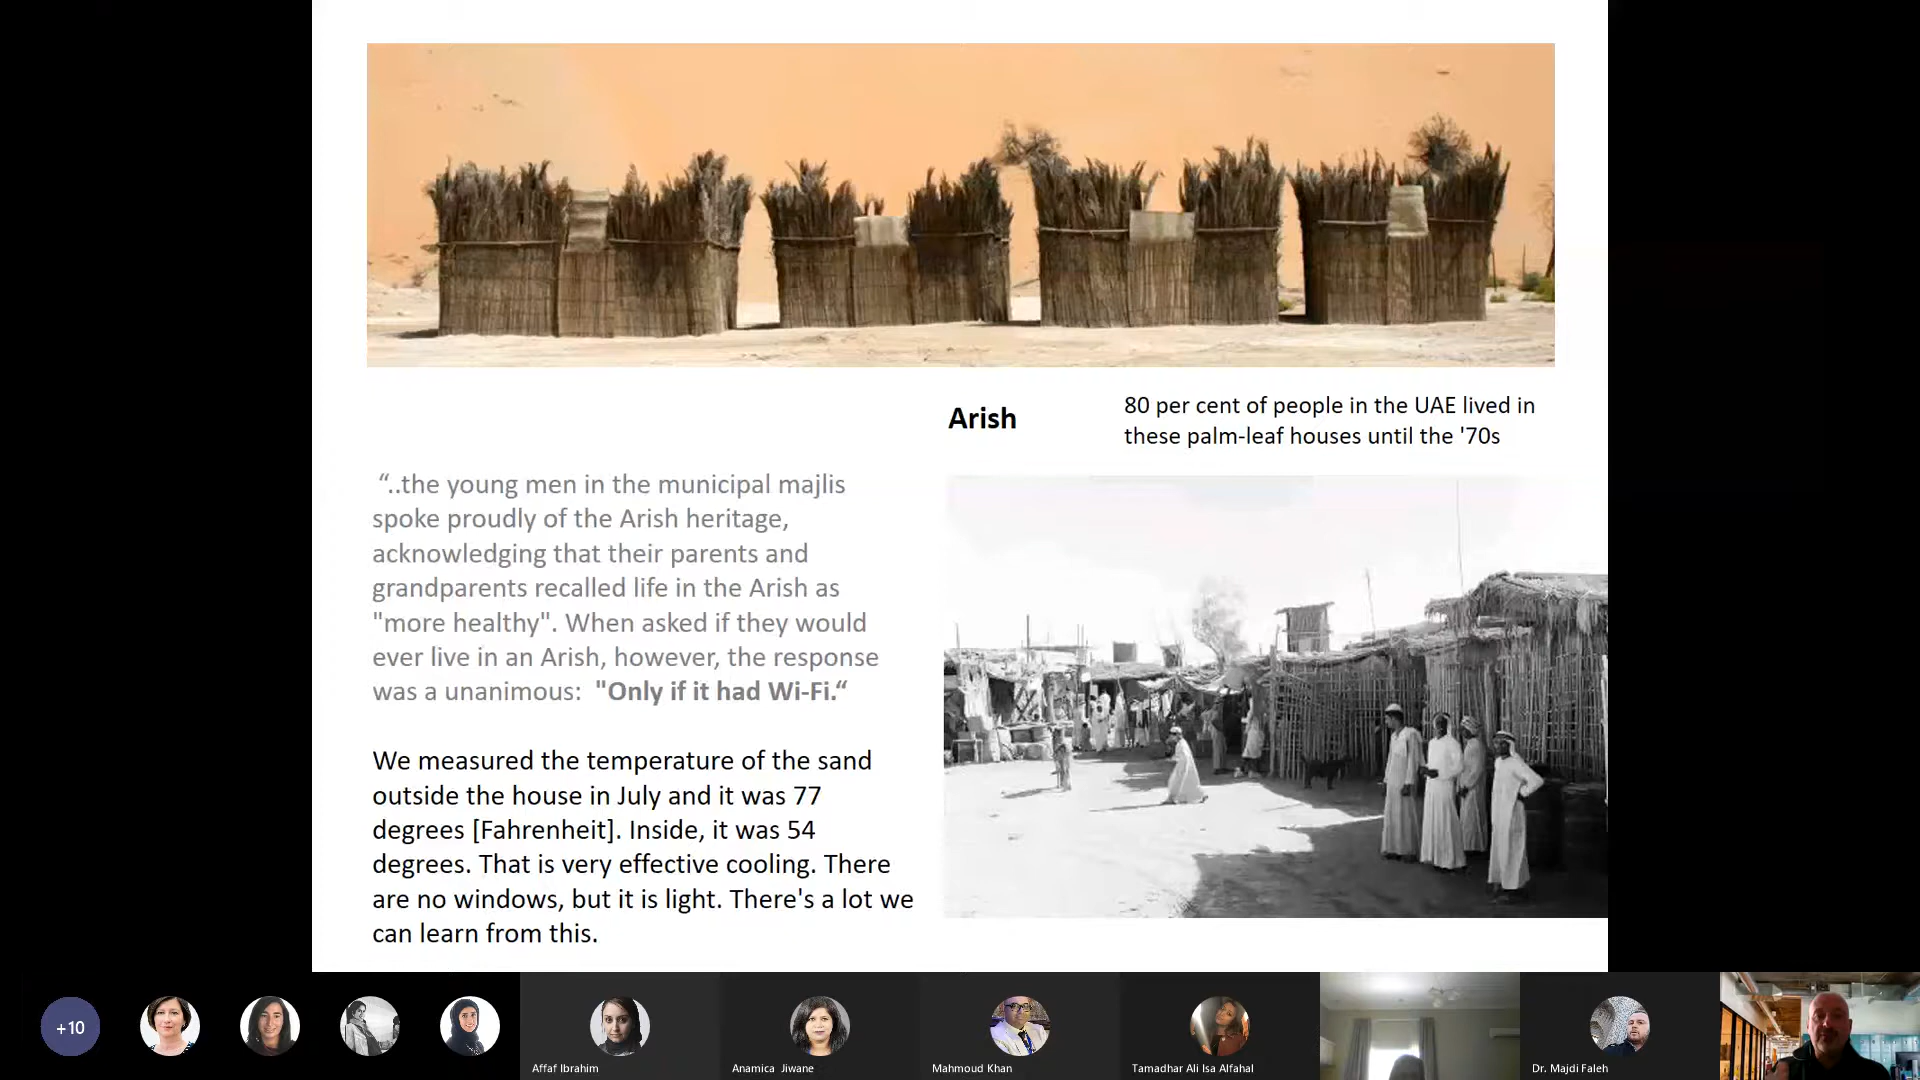 Arish
80 per cent of people in the UAE lived in
these palm-leaf houses until the '70s
“..the young men in the municipal majlis
spoke proudly of the Arish heritage,
acknowledging that their parents and
grandparents recalled life in the Arish as
"more healthy". When asked if they would
ever live in an Arish, however, the response
was a unanimous: "Only if it had Wi-Fi.“
We measured the temperature of the sand
outside the house in July and it was 77
degrees [Fahrenheit]. Inside, it was 54
degrees. That is very effective cooling. There
are no windows, but it is light. There's a lot we
can learn from this.
+10
Affaf Ibrahim
Anamica Jiwane
Mahmoud Khan
Tamadhar Ali Isa Alfahal
Dr. Majdi Faleh